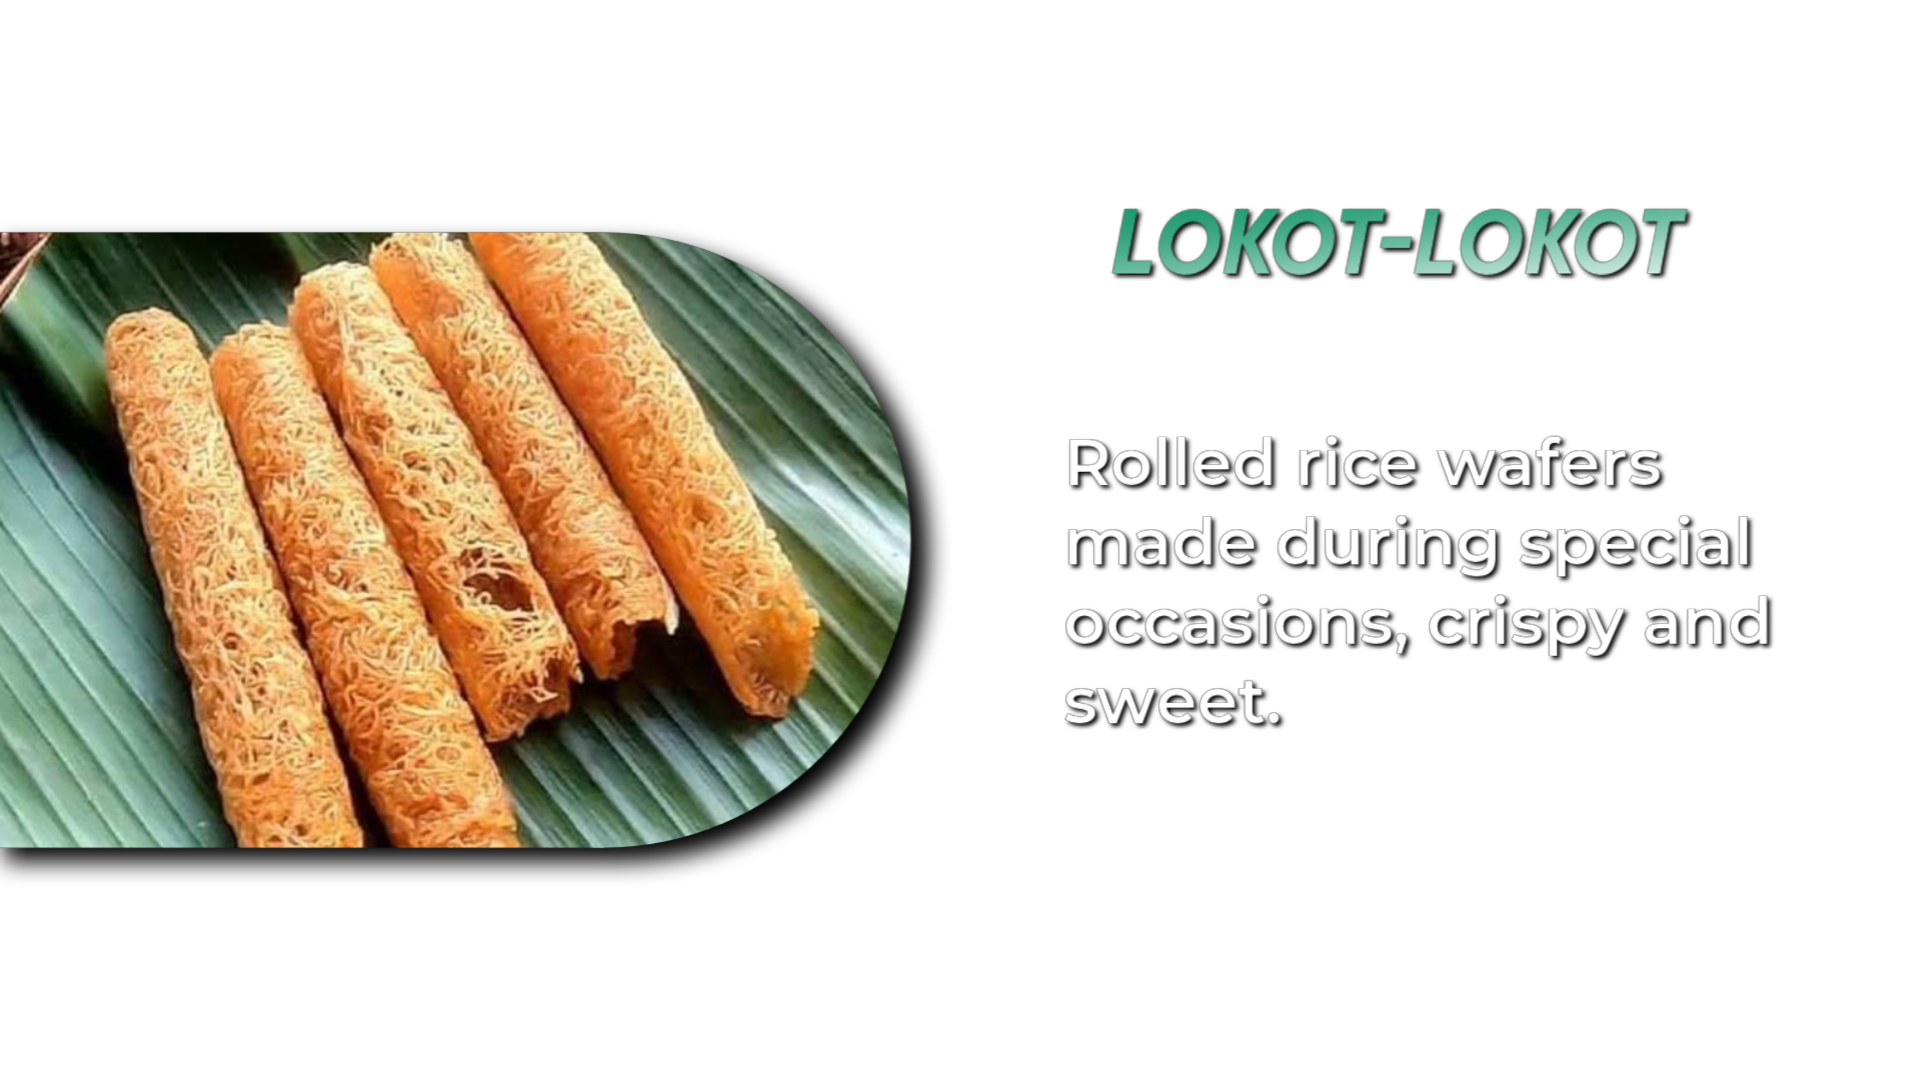 LOKOT-LOKOT
Rolled rice wafers
made during special
occasions, crispy and
sweet.